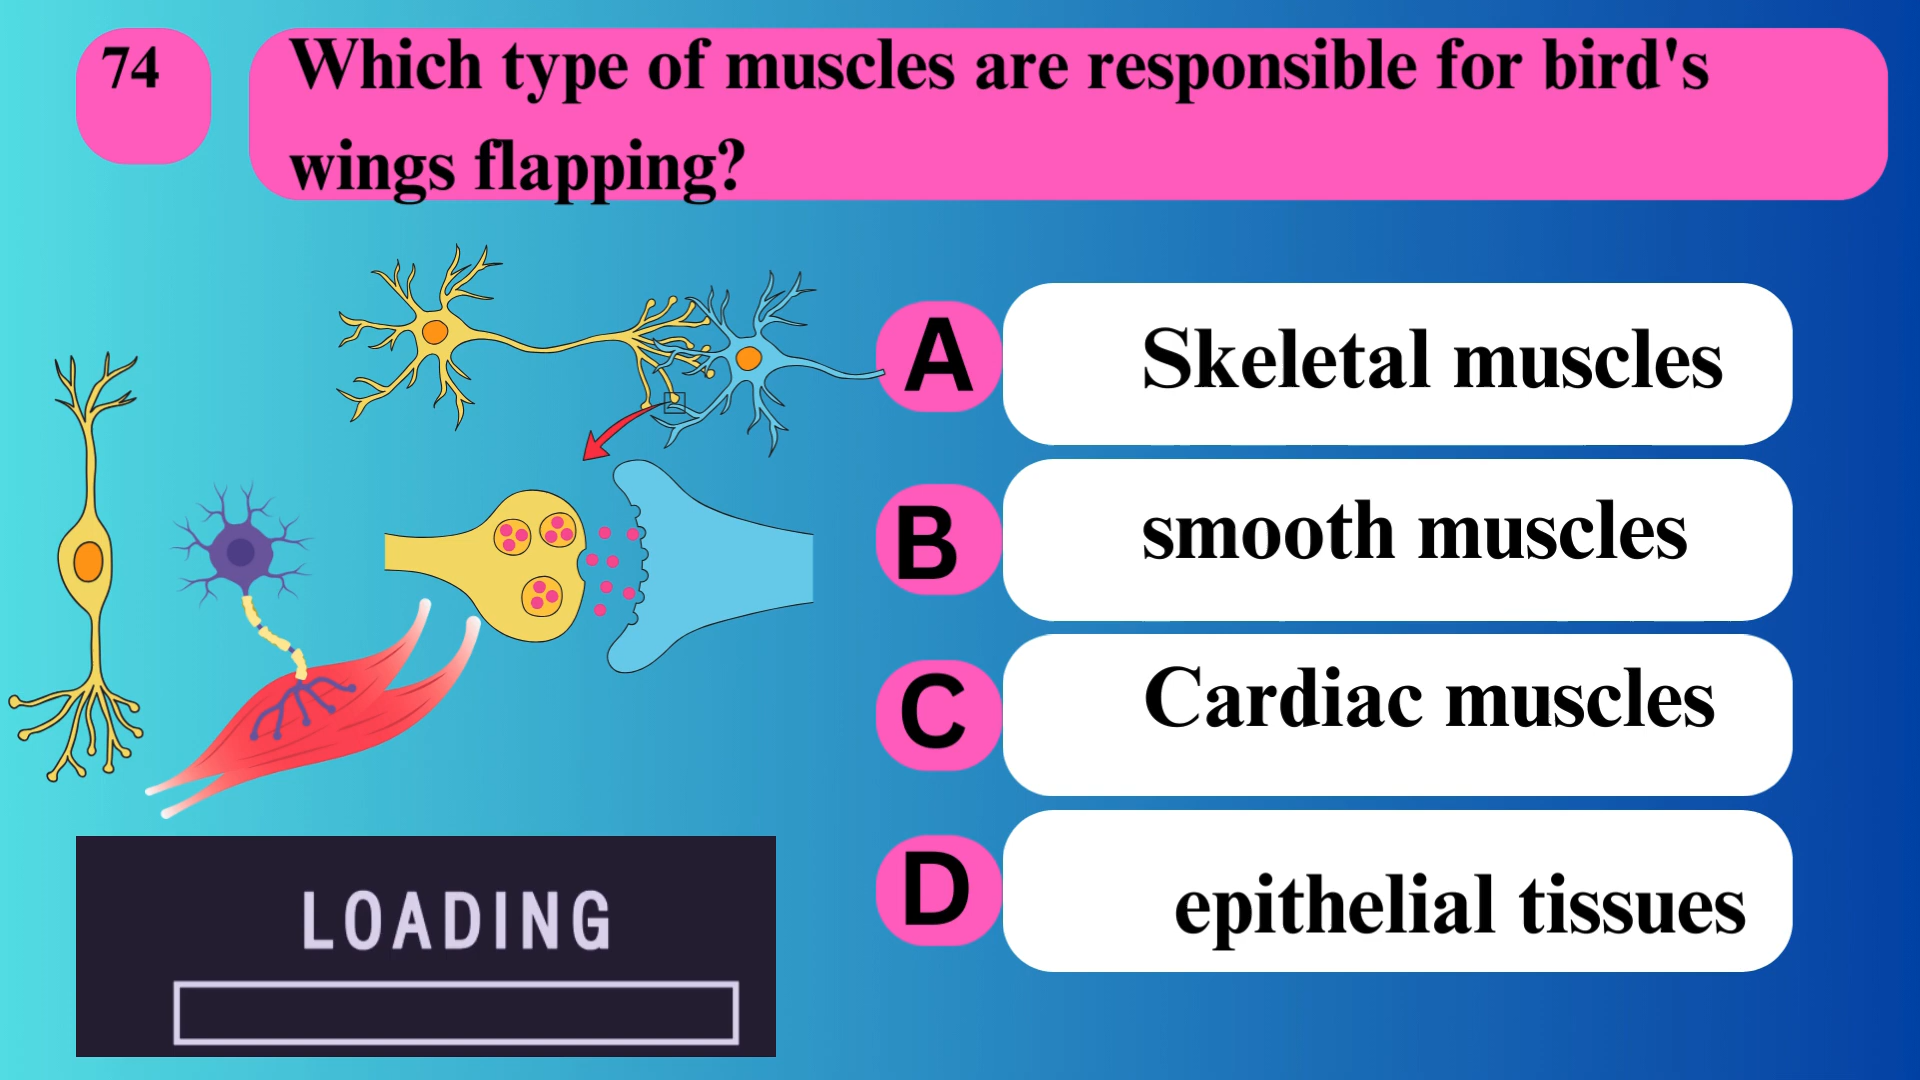 74
Which type of muscles are responsible for bird's
wings flapping?
A
Skeletal muscles
B
smooth muscles
C
Cardiac muscles
D
epithelial tissues
LOADING